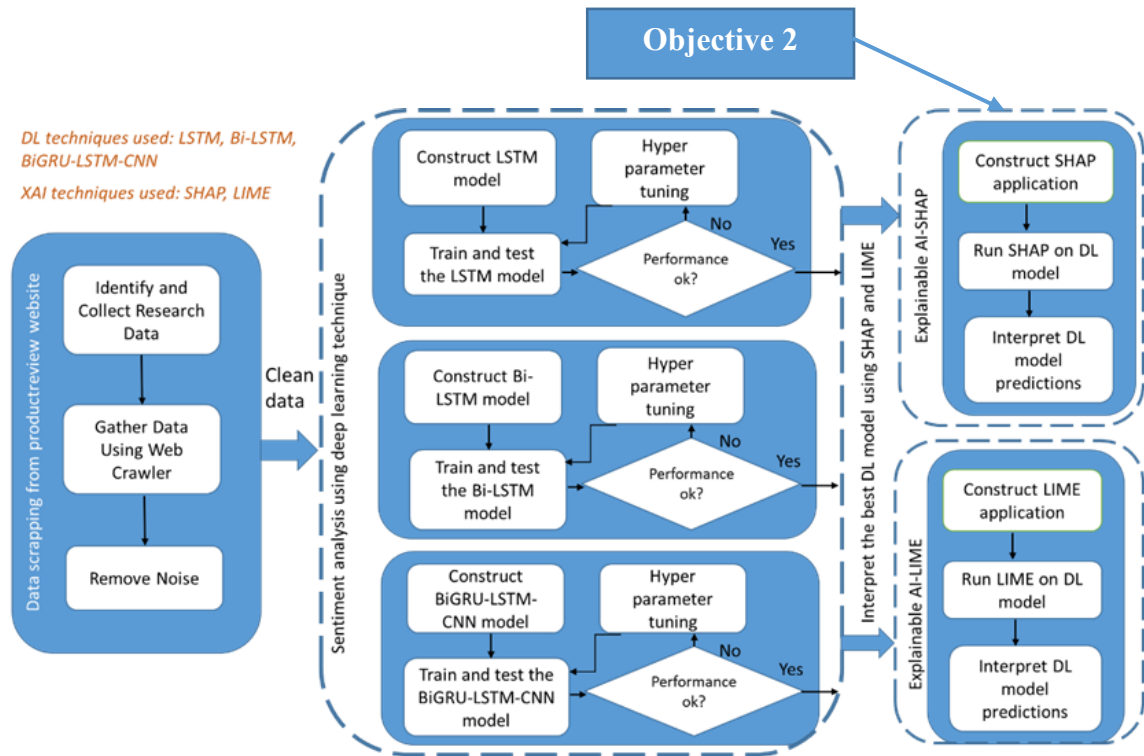 Objective 2
DL techniques used: LSTM, Bi-LSTM,
BiGRU-LSTM-CNN
XAI techniques used: SHAP, LIME
Data scrapping from productreview website
Identify and
Collect Research
Data
Gather Data
Using Web
Crawler
Remove Noise
Clean
data
Sentiment analysis using deep learning technique
Construct LSTM
model
Hyper
parameter
tuning
Train and test
the LSTM model
Performance
ok?
No
Yes
Construct Bi-
LSTM model
Hyper
parameter
tuning
Train and test
the Bi-LSTM
model
Performance
ok?
No
Yes
Construct
BiGRU-LSTM-
CNN model
Hyper
parameter
tuning
Train and test the
BiGRU-LSTM-CNN
model
Performance
ok?
No
Yes
Interpret the best DL model using SHAP and LIME
Explainable AI-SHAP
Construct SHAP
application
Run SHAP on DL
model
Interpret DL
model
predictions
Explainable AI-LIME
Construct LIME
application
Run LIME on DL
model
Interpret DL
model
predictions